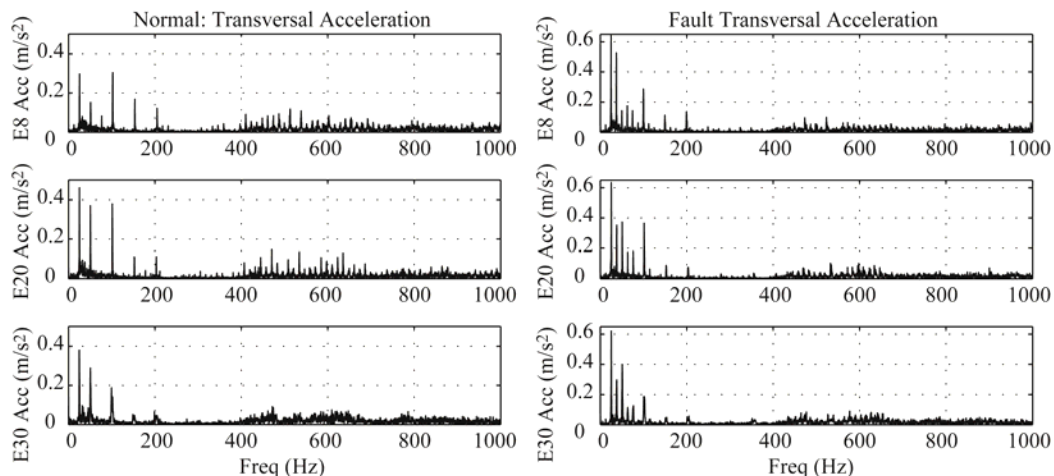 Normal: Transversal Acceleration
E8 Acc (m/s²)
0.4
0.2
0
0 200 400 600 800 1000
E20 Acc (m/s²)
0.4
0.2
0
0 200 400 600 800 1000
E30 Acc (m/s²)
0.4
0.2
0
0 200 400 600 800 1000
Freq (Hz)
Fault Transversal Acceleration
E8 Acc (m/s²)
0.6
0.4
0.2
0
0 200 400 600 800 1000
E20 Acc (m/s²)
0.6
0.4
0.2
0
0 200 400 600 800 1000
E30 Acc (m/s²)
0.6
0.4
0.2
0
0 200 400 600 800 1000
Freq (Hz)